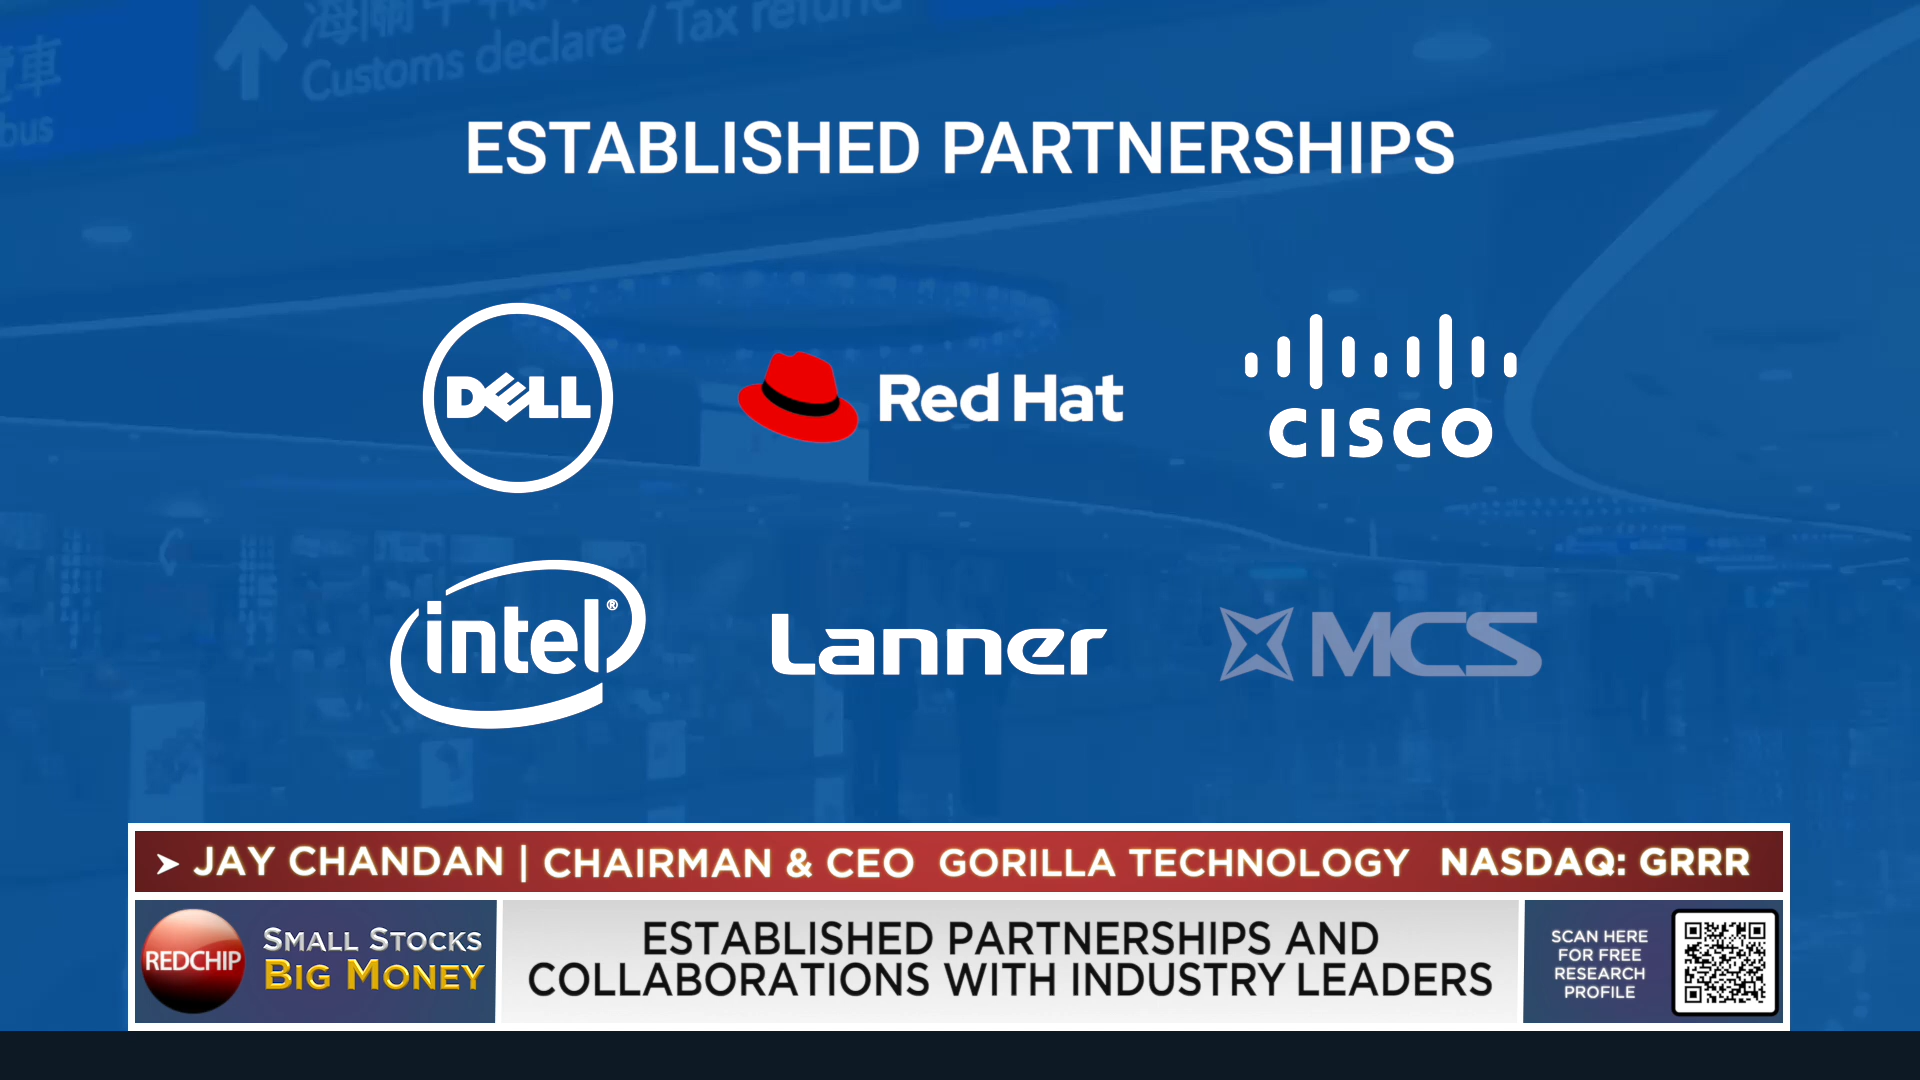 Customs declare / Tax refund
bus
ESTABLISHED PARTNERSHIPS
DELL
Red Hat
CISCO
intel®
Lanner
MCS
➤ JAY CHANDAN | CHAIRMAN & CEO GORILLA TECHNOLOGY NASDAQ: GRRR
REDCHIP
SMALL STOCKS
BIG MONEY
ESTABLISHED PARTNERSHIPS AND
COLLABORATIONS WITH INDUSTRY LEADERS
SCAN HERE
FOR FREE
RESEARCH
PROFILE